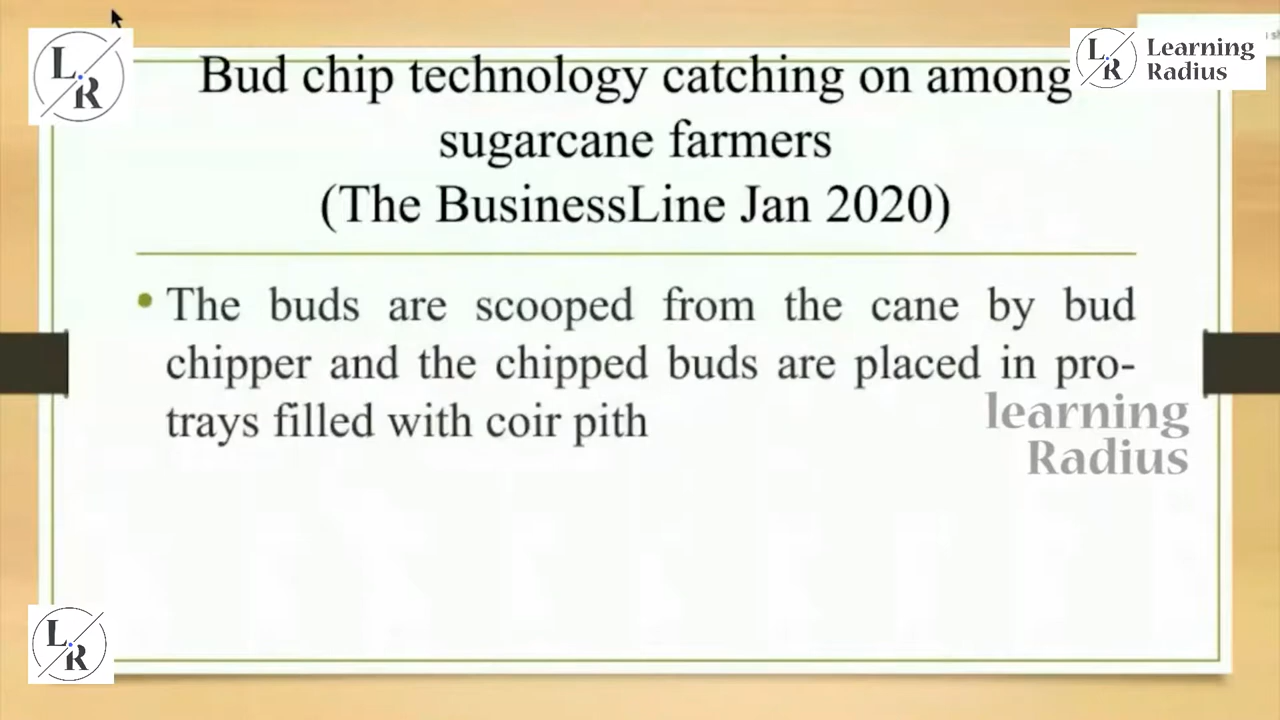 L.R
Learning
Radius
L.R
Bud chip technology catching on among
sugarcane farmers
(The BusinessLine Jan 2020)
• The buds are scooped from the cane by bud
chipper and the chipped buds are placed in pro-
trays filled with coir pith
learning
Radius
L.R